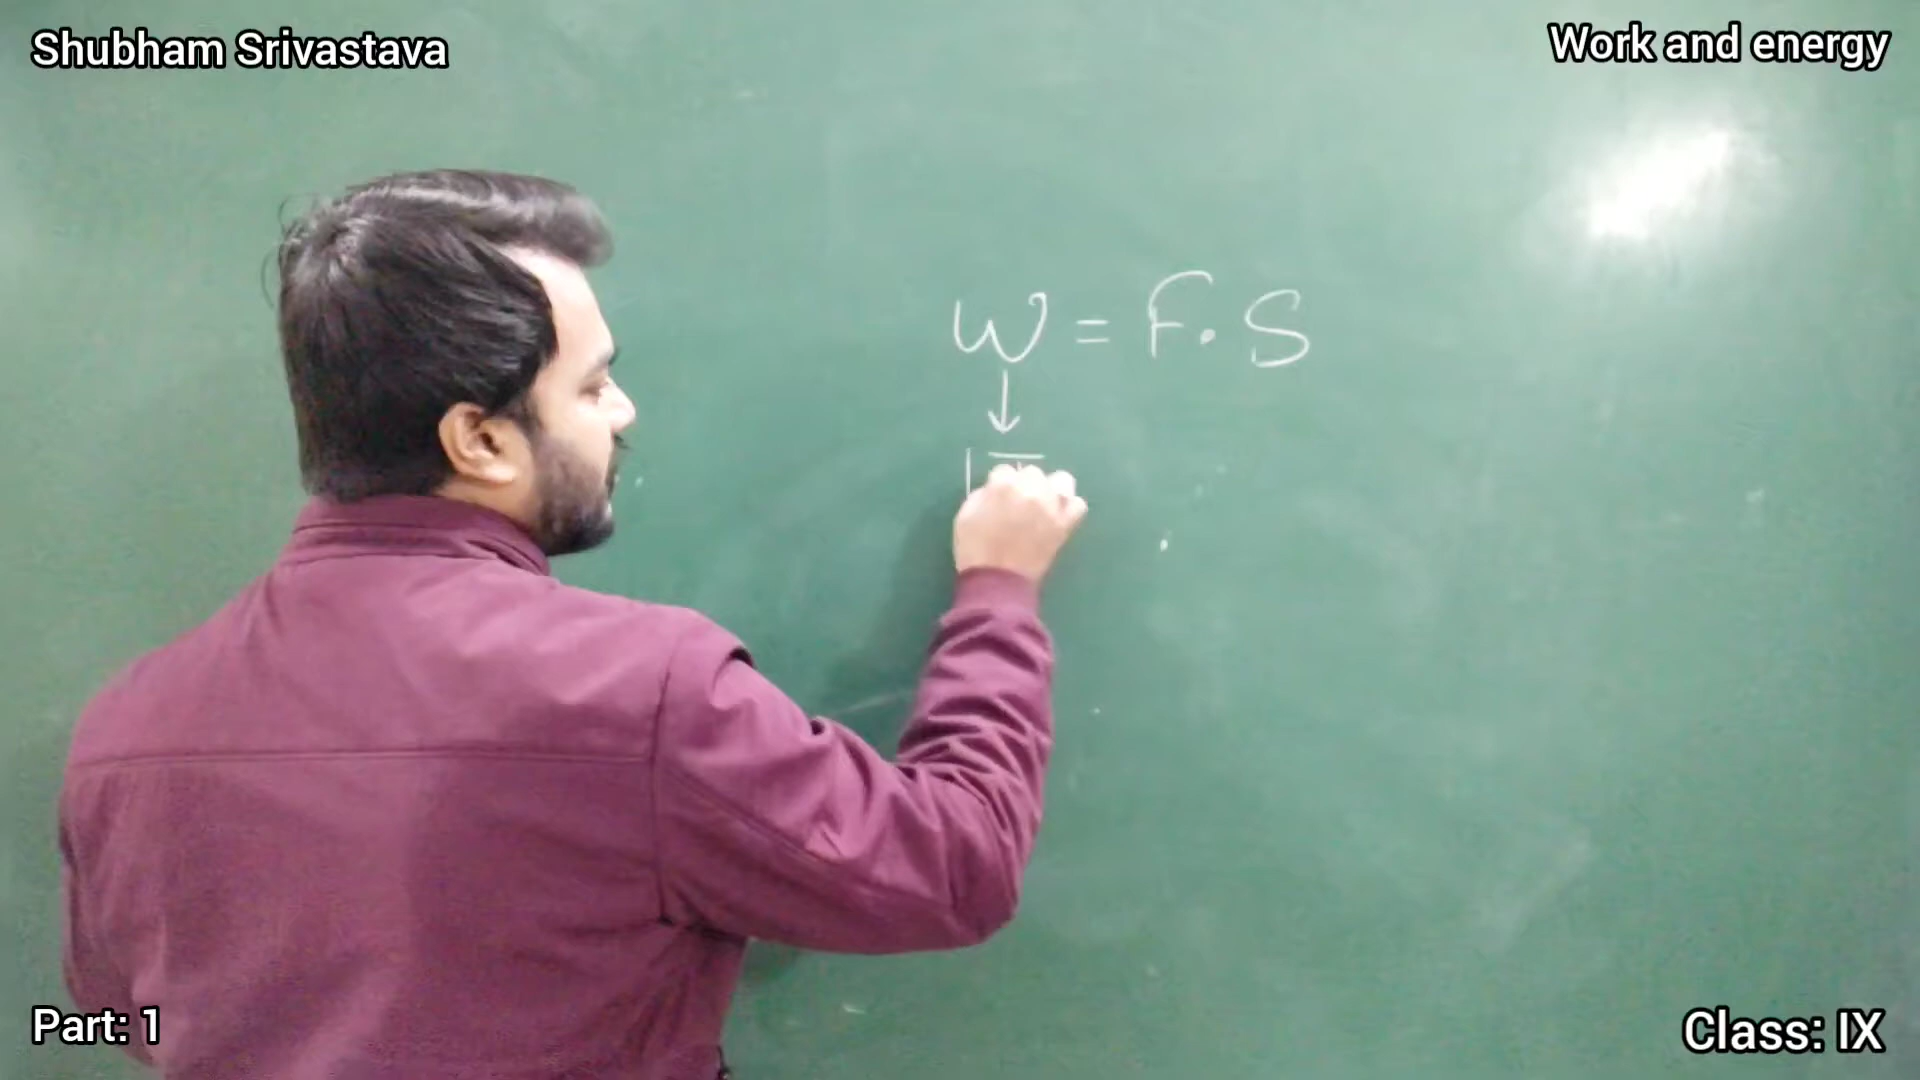 Shubham Srivastava
Work and energy
W = F. S
Part: 1
Class: IX